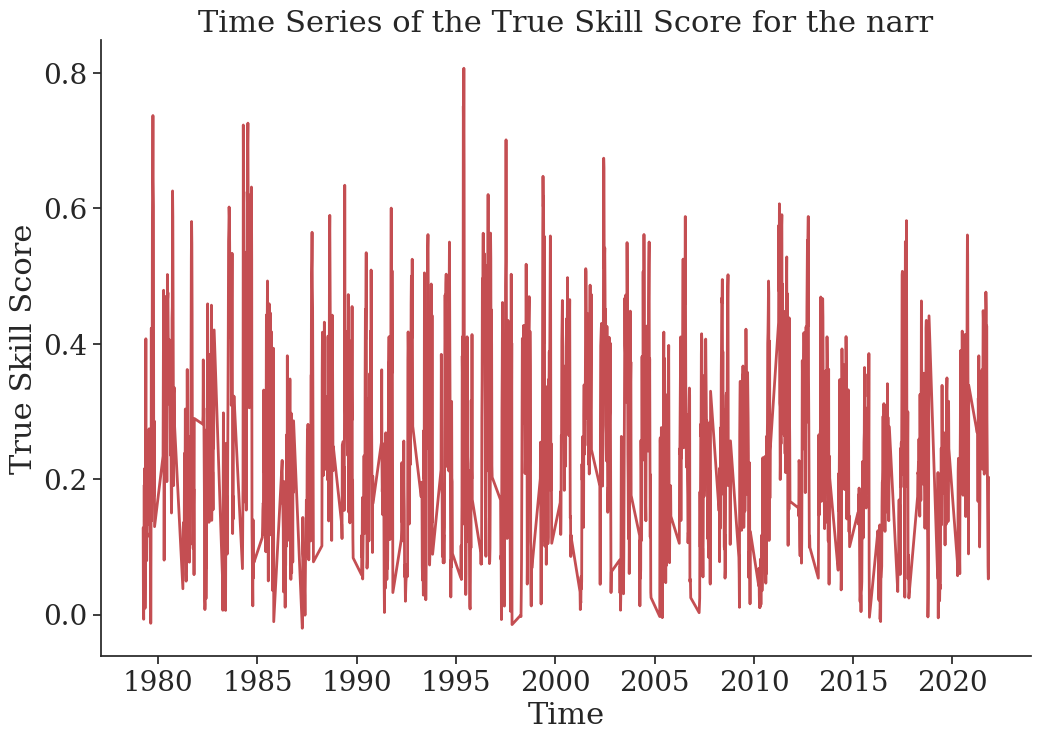 Time Series of the True Skill Score for the narr
True Skill Score
0.8
0.6
0.4
0.2
0.0
1980 1985 1990 1995 2000 2005 2010 2015 2020
Time